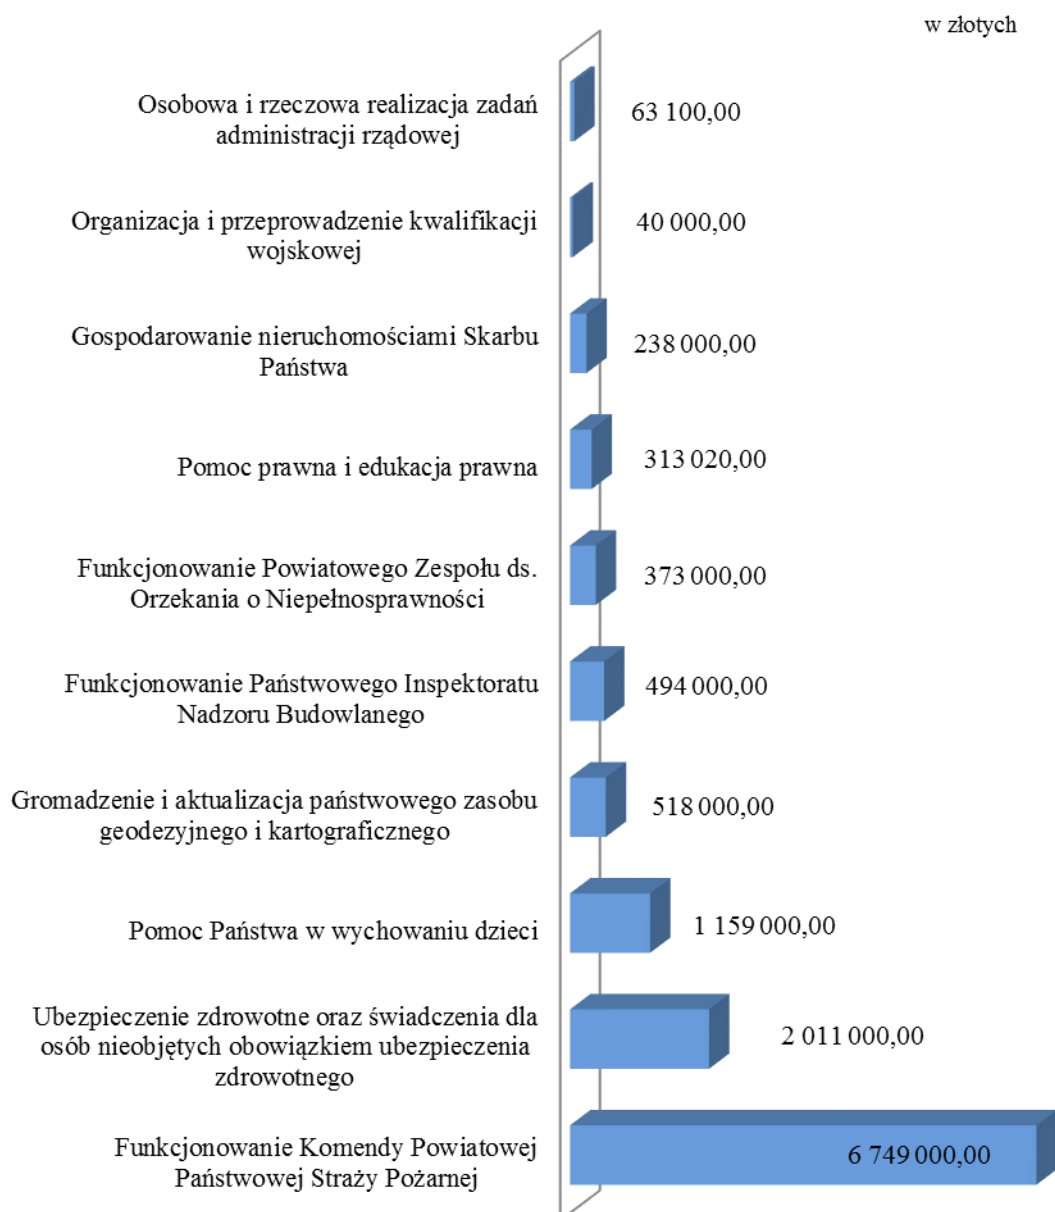 w złotych
Osobowa i rzeczowa realizacja zadań
administracji rządowej
63 100,00
Organizacja i przeprowadzenie kwalifikacji
wojskowej
40 000,00
Gospodarowanie nieruchomościami Skarbu
Państwa
238 000,00
Pomoc prawna i edukacja prawna
313 020,00
Funkcjonowanie Powiatowego Zespołu ds.
Orzekania o Niepełnosprawności
373 000,00
Funkcjonowanie Państwowego Inspektoratu
Nadzoru Budowlanego
494 000,00
Gromadzenie i aktualizacja państwowego zasobu
geodezyjnego i kartograficznego
518 000,00
Pomoc Państwa w wychowaniu dzieci
1 159 000,00
Ubezpieczenie zdrowotne oraz świadczenia dla
osób nieobjętych obowiązkiem ubezpieczenia
zdrowotnego
2 011 000,00
Funkcjonowanie Komendy Powiatowej
Państwowej Straży Pożarnej
6 749 000,00